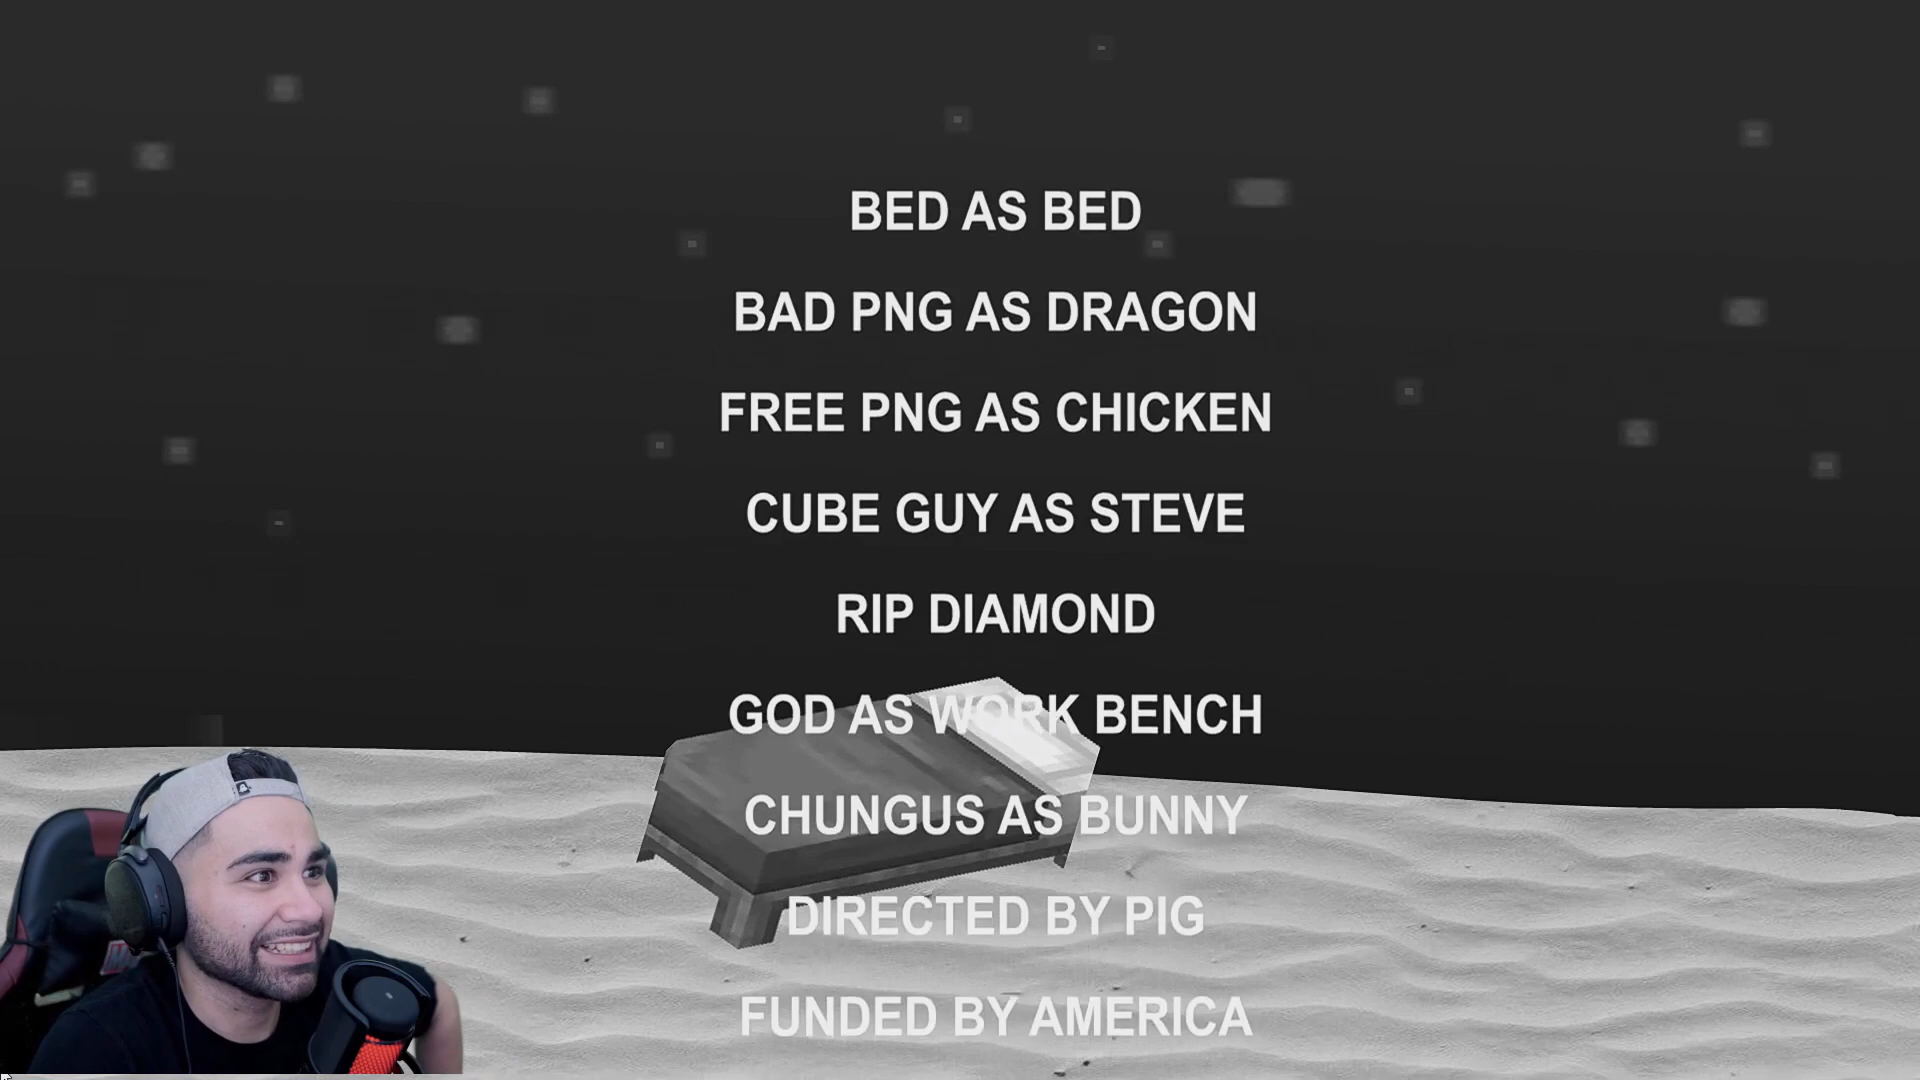 BED AS BED
BAD PNG AS DRAGON
FREE PNG AS CHICKEN
CUBE GUY AS STEVE
RIP DIAMOND
GOD AS WORK BENCH
CHUNGUS AS BUNNY
DIRECTED BY PIG
FUNDED BY AMERICA